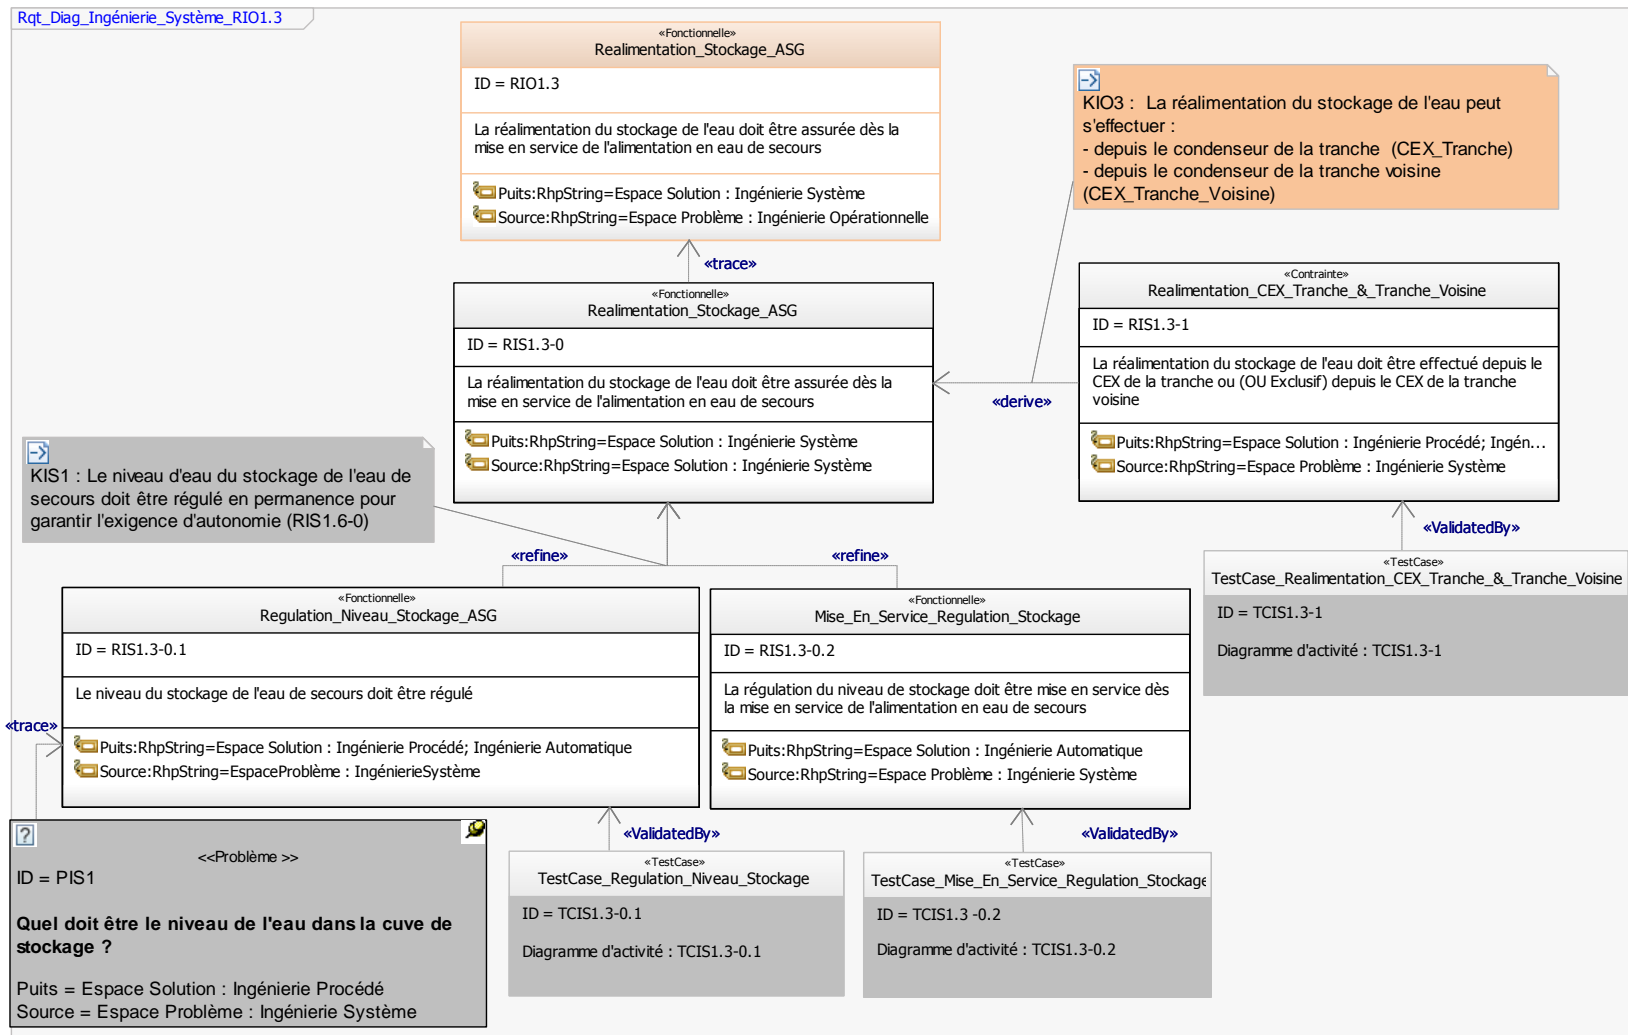 Rqt_Diag_Ingénierie_Système_RIO1.3
«Fonctionnelle»
Realimentation_Stockage_ASG
ID = RIO1.3
La réalimentation du stockage de l'eau doit être assurée dès la
mise en service de l'alimentation en eau de secours
Puits:RhpString=Espace Solution : Ingénierie Système
Source:RhpString=Espace Problème : Ingénierie Opérationnelle
KIO3 : La réalimentation du stockage de l'eau peut
s'effectuer :
- depuis le condenseur de la tranche (CEX_Tranche)
- depuis le condenseur de la tranche voisine
(CEX_Tranche_Voisine)
«trace»
«Fonctionnelle»
Realimentation_Stockage_ASG
ID = RIS1.3-0
La réalimentation du stockage de l'eau doit être assurée dès la
mise en service de l'alimentation en eau de secours
Puits:RhpString=Espace Solution : Ingénierie Système
Source:RhpString=Espace Solution : Ingénierie Système
«derive»
«Contrainte»
Realimentation_CEX_Tranche_&_Tranche_Voisine
ID = RIS1.3-1
La réalimentation du stockage de l'eau doit être effectué depuis le
CEX de la tranche ou (OU Exclusif) depuis le CEX de la tranche
voisine
Puits:RhpString=Espace Solution : Ingénierie Procédé; Ingén...
Source:RhpString=Espace Problème : Ingénierie Système
KIS1 : Le niveau d'eau du stockage de l'eau de
secours doit être régulé en permanence pour
garantir l'exigence d'autonomie (RIS1.6-0)
«refine»
«refine»
«ValidatedBy»
«TestCase»
TestCase_Realimentation_CEX_Tranche_&_Tranche_Voisine
ID = TCIS1.3-1
Diagramme d'activité : TCIS1.3-1
«Fonctionnelle»
Regulation_Niveau_Stockage_ASG
ID = RIS1.3-0.1
Le niveau du stockage de l'eau de secours doit être régulé
Puits:RhpString=Espace Solution : Ingénierie Procédé; Ingénierie Automatique
Source:RhpString=EspaceProblème : IngénierieSystème
«Fonctionnelle»
Mise_En_Service_Regulation_Stockage
ID = RIS1.3-0.2
La régulation du niveau de stockage doit être mise en service dès
la mise en service de l'alimentation en eau de secours
Puits:RhpString=Espace Solution : Ingénierie Automatique
Source:RhpString=Espace Problème : Ingénierie Système
«trace»
?
<<Problème >>
ID = PIS1
Quel doit être le niveau de l'eau dans la cuve de
stockage ?
Puits = Espace Solution : Ingénierie Procédé
Source = Espace Problème : Ingénierie Système
«ValidatedBy»
«TestCase»
TestCase_Regulation_Niveau_Stockage
ID = TCIS1.3-0.1
Diagramme d'activité : TCIS1.3-0.1
«ValidatedBy»
«TestCase»
TestCase_Mise_En_Service_Regulation_Stockage
ID = TCIS1.3 -0.2
Diagramme d'activité : TCIS1.3-0.2